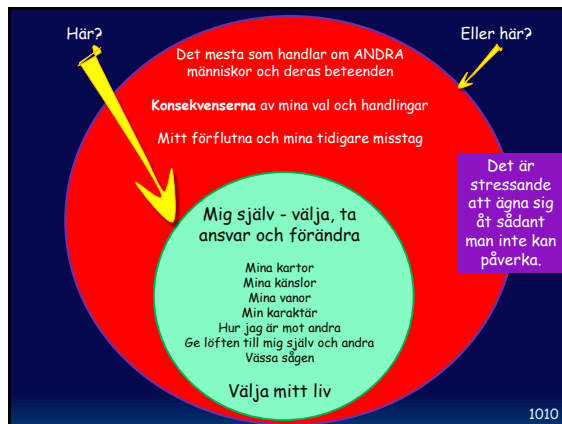 Här?
Eller här?
Det mesta som handlar om ANDRA
människor och deras beteenden
Konsekvenserna av mina val och handlingar
Mitt förflutna och mina tidigare misstag
Det är
stressande
att ägna sig
åt sådant
man inte kan
påverka.
Mig själv - välja, ta
ansvar och förändra
Mina kartor
Mina känslor
Mina vanor
Min karaktär
Hur jag är mot andra
Ge löften till mig själv och andra
Vässa sågen
Välja mitt liv
1010